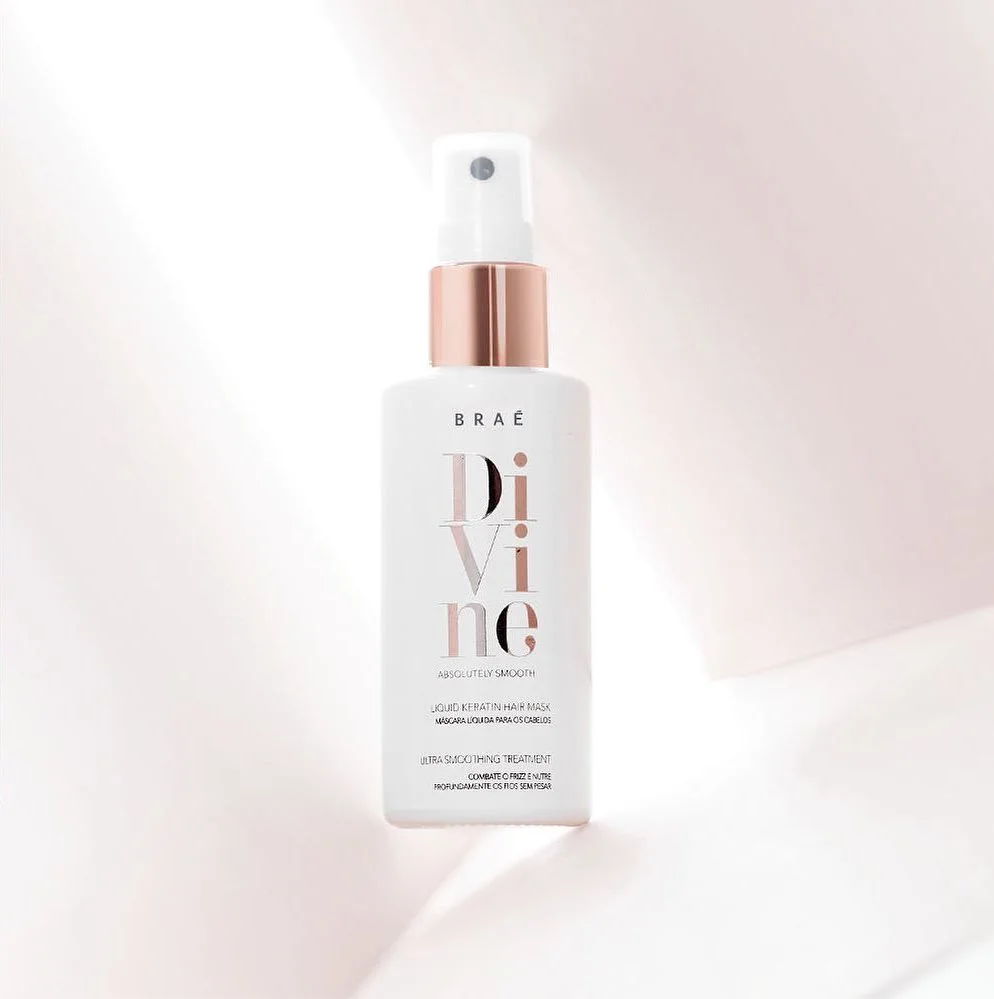 BRAÉ
Di
Vi
ne
ABSOLUTELY SMOOTH
LIQUID KERATIN HAIR MASK
MÁSCARA LÍQUIDA PARA OS CABELOS
ULTRA SMOOTHING TREATMENT
COMBATE O FRIZZ E NUTRE
PROFUNDAMENTE OS FIOS SEM PESAR